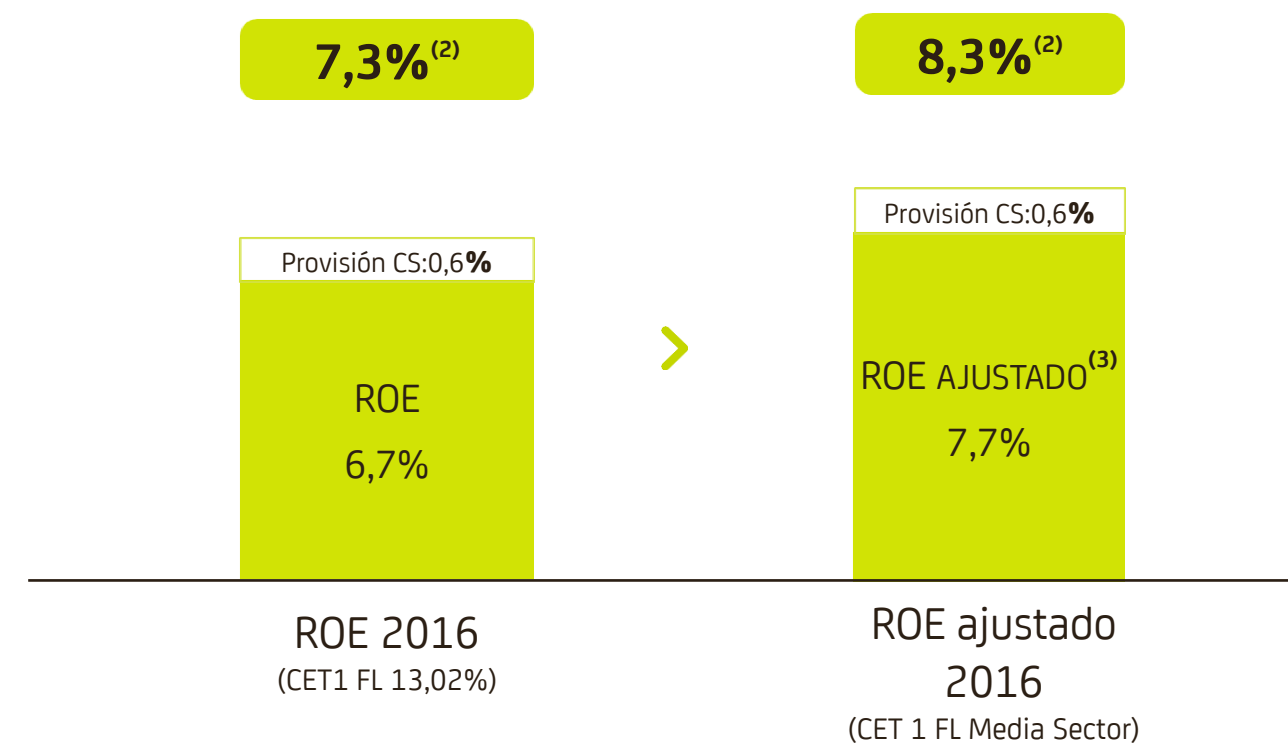 7,3%(2)
8,3%(2)
Provisión CS:0,6%
Provisión CS:0,6%
ROE
6,7%
ROE AJUSTADO(3)
7,7%
ROE 2016
(CET1 FL 13,02%)
ROE ajustado
2016
(CET 1 FL Media Sector)